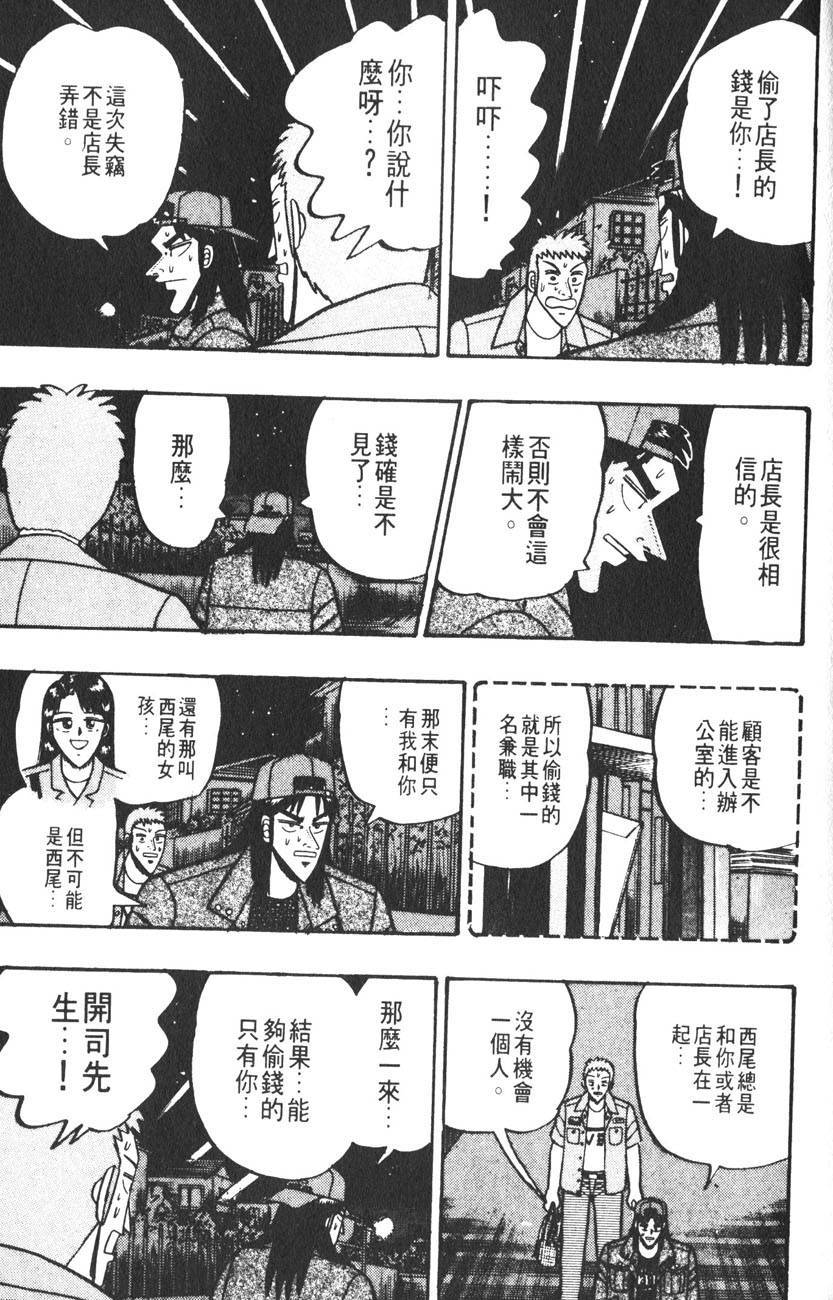 偷了店長的
錢是你…！
吓吓……！
你…你說什
麼呀…？
這次失竊
不是店長
弄錯。
店長是很相
信的。
否則不會這
樣鬧大。
錢確是不
見了…
那麼…
顧客是不
能進入辦
公室的…
所以偷錢的
就是其中一
名兼職…
那末便只
有我和你
…
還有那叫
西尾的女
孩…
但不可能
是西尾…
西尾總是
和你或者
店長在一
起…
沒有機會
一個人。
那麼一來…
結果…能
夠偷錢的
只有你…
開司先
生…！